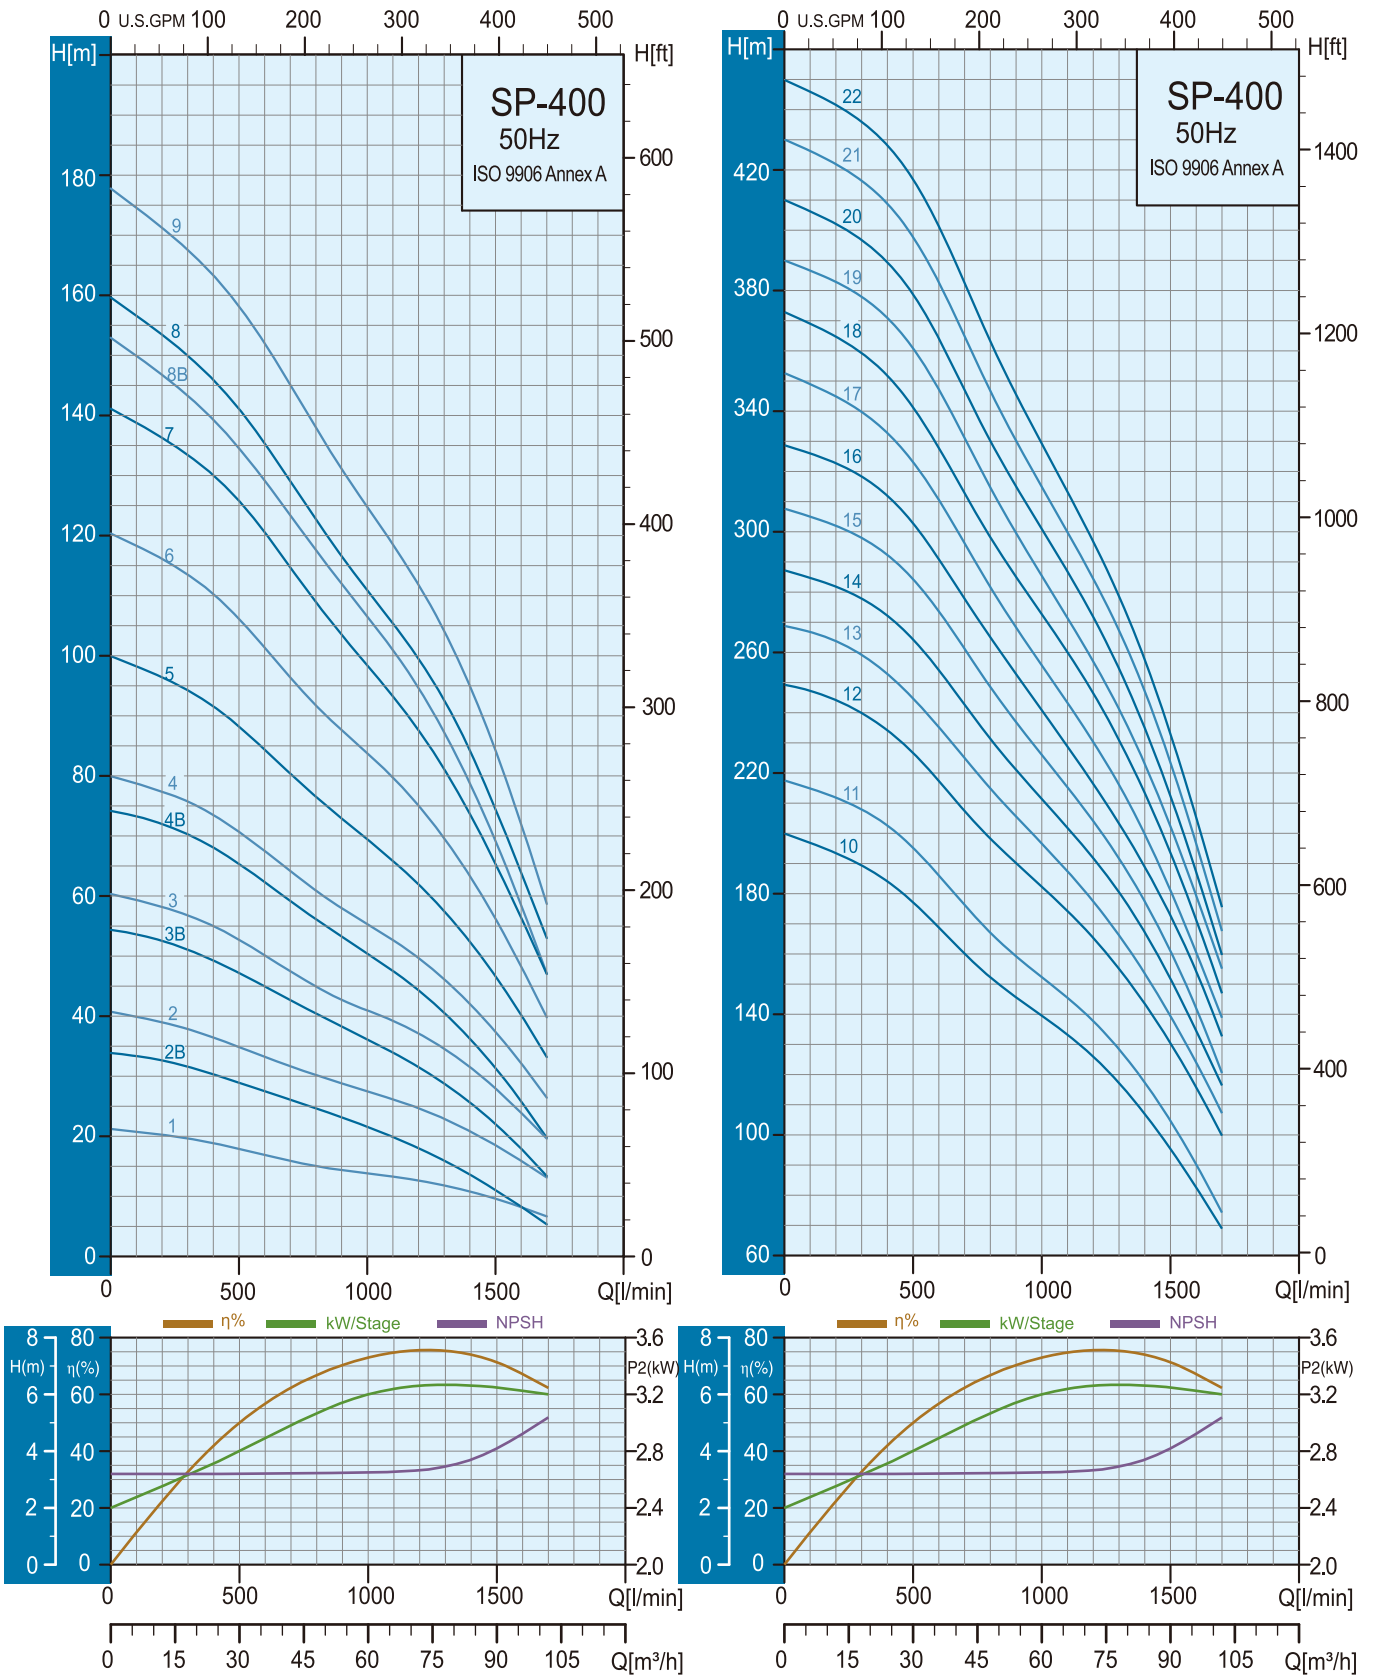 0 U.S.GPM 100 200 300 400 500
H[m] H[ft]
SP-400
50Hz
ISO 9906 Annex A
180
160
140
120
100
80
60
40
20
0
600
500
400
300
200
100
0
9
8
8B
7
6
5
4
4B
3
3B
2
2B
1
0 500 1000 1500 Q[l/min]
0 U.S.GPM 100 200 300 400 500
H[m] H[ft]
SP-400
50Hz
ISO 9906 Annex A
420
380
340
300
260
220
180
140
100
60
1400
1200
1000
800
600
400
0
22
21
20
19
18
17
16
15
14
13
12
11
10
0 500 1000 1500 Q[l/min]
η% kW/Stage NPSH
8 80 3.6
H(m) η(%) P2(kW)
6 60 3.2
4 40 2.8
2 20 2.4
0 0 2.0
0 500 1000 1500 Q[l/min]
0 15 30 45 60 75 90 105 Q[m³/h]
η% kW/Stage NPSH
8 80 3.6
H(m) η(%) P2(kW)
6 60 3.2
4 40 2.8
2 20 2.4
0 0 2.0
0 500 1000 1500 Q[l/min]
0 15 30 45 60 75 90 105 Q[m³/h]